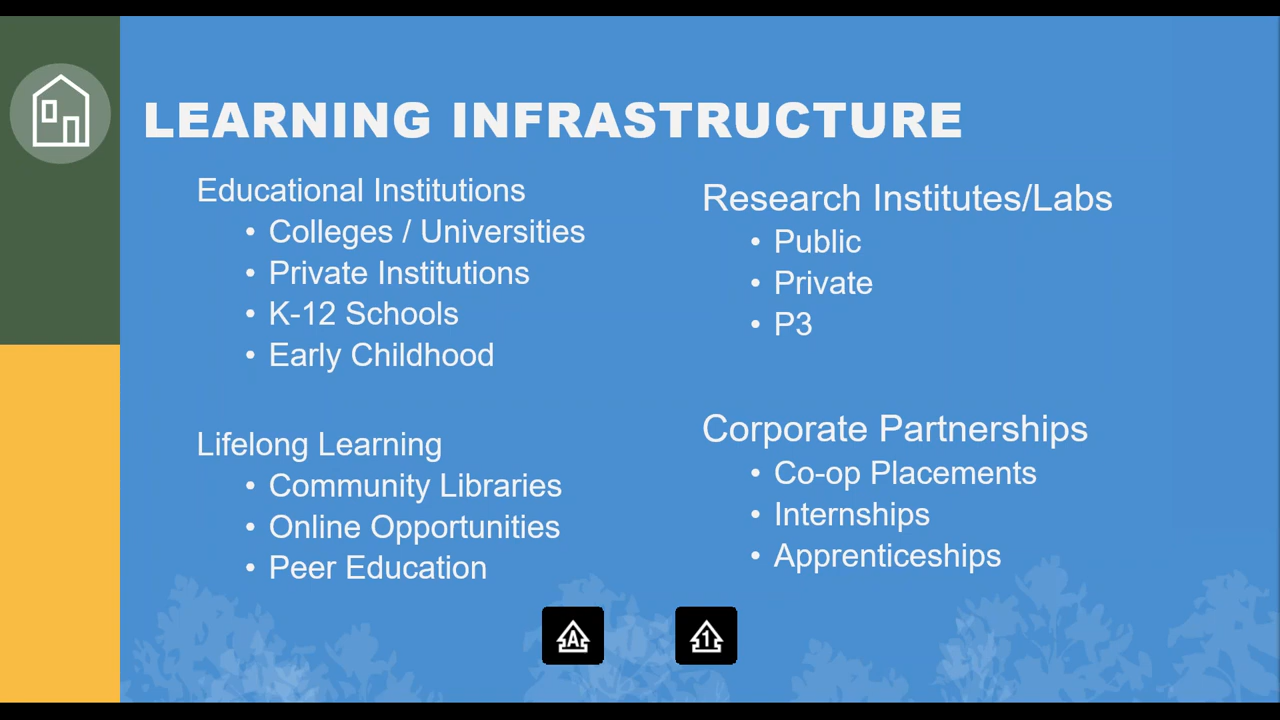 LEARNING INFRASTRUCTURE
Educational Institutions
• Colleges / Universities
• Private Institutions
• K-12 Schools
• Early Childhood
Lifelong Learning
• Community Libraries
• Online Opportunities
• Peer Education
Research Institutes/Labs
• Public
• Private
• P3
Corporate Partnerships
• Co-op Placements
• Internships
• Apprenticeships
A
1